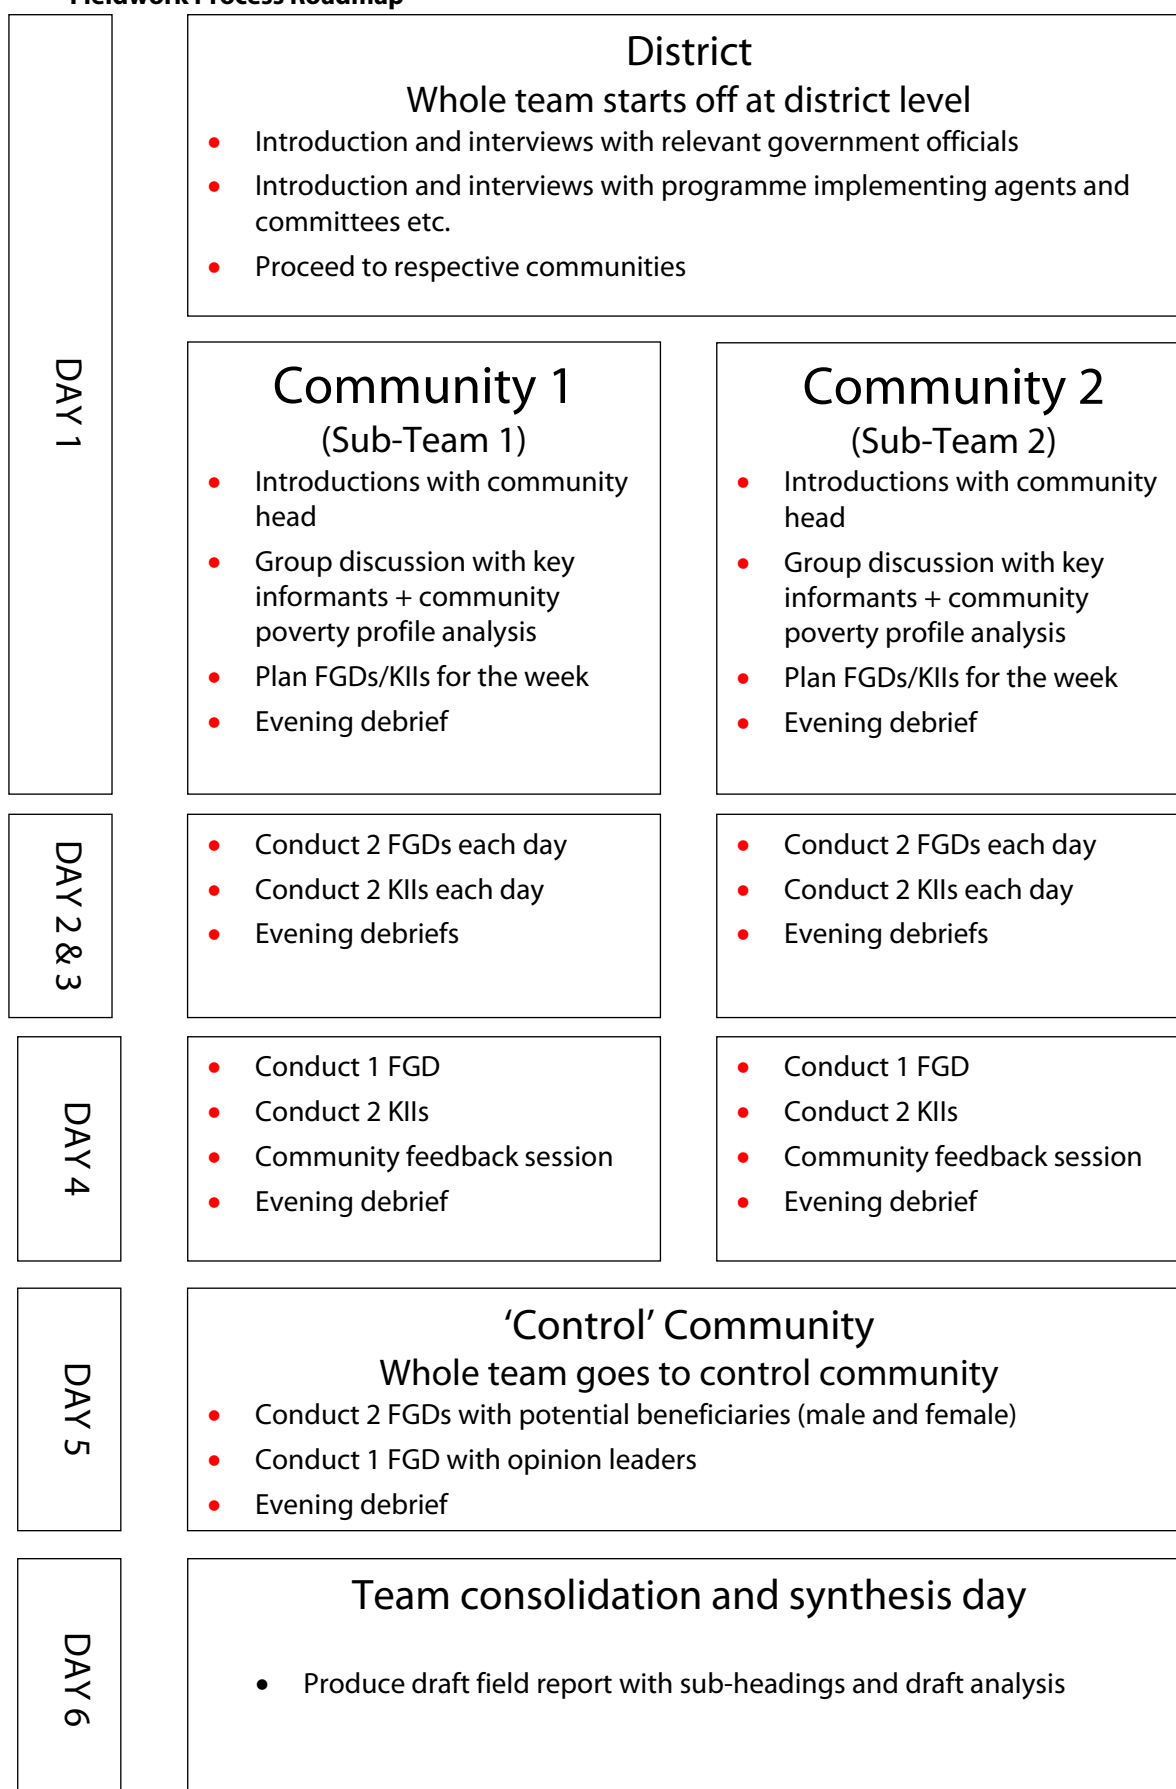 Fieldwork Process Roadmap
DAY 1
District
Whole team starts off at district level
• Introduction and interviews with relevant government officials
• Introduction and interviews with programme implementing agents and
committees etc.
• Proceed to respective communities
Community 1
(Sub-Team 1)
• Introductions with community
head
• Group discussion with key
informants + community
poverty profile analysis
• Plan FGDs/KIIs for the week
• Evening debrief
Community 2
(Sub-Team 2)
• Introductions with community
head
• Group discussion with key
informants + community
poverty profile analysis
• Plan FGDs/KIIs for the week
• Evening debrief
DAY 2 & 3
• Conduct 2 FGDs each day
• Conduct 2 KIIs each day
• Evening debriefs
• Conduct 2 FGDs each day
• Conduct 2 KIIs each day
• Evening debriefs
DAY 4
• Conduct 1 FGD
• Conduct 2 KIIs
• Community feedback session
• Evening debrief
• Conduct 1 FGD
• Conduct 2 KIIs
• Community feedback session
• Evening debrief
DAY 5
‘Control’ Community
Whole team goes to control community
• Conduct 2 FGDs with potential beneficiaries (male and female)
• Conduct 1 FGD with opinion leaders
• Evening debrief
DAY 6
Team consolidation and synthesis day
• Produce draft field report with sub-headings and draft analysis